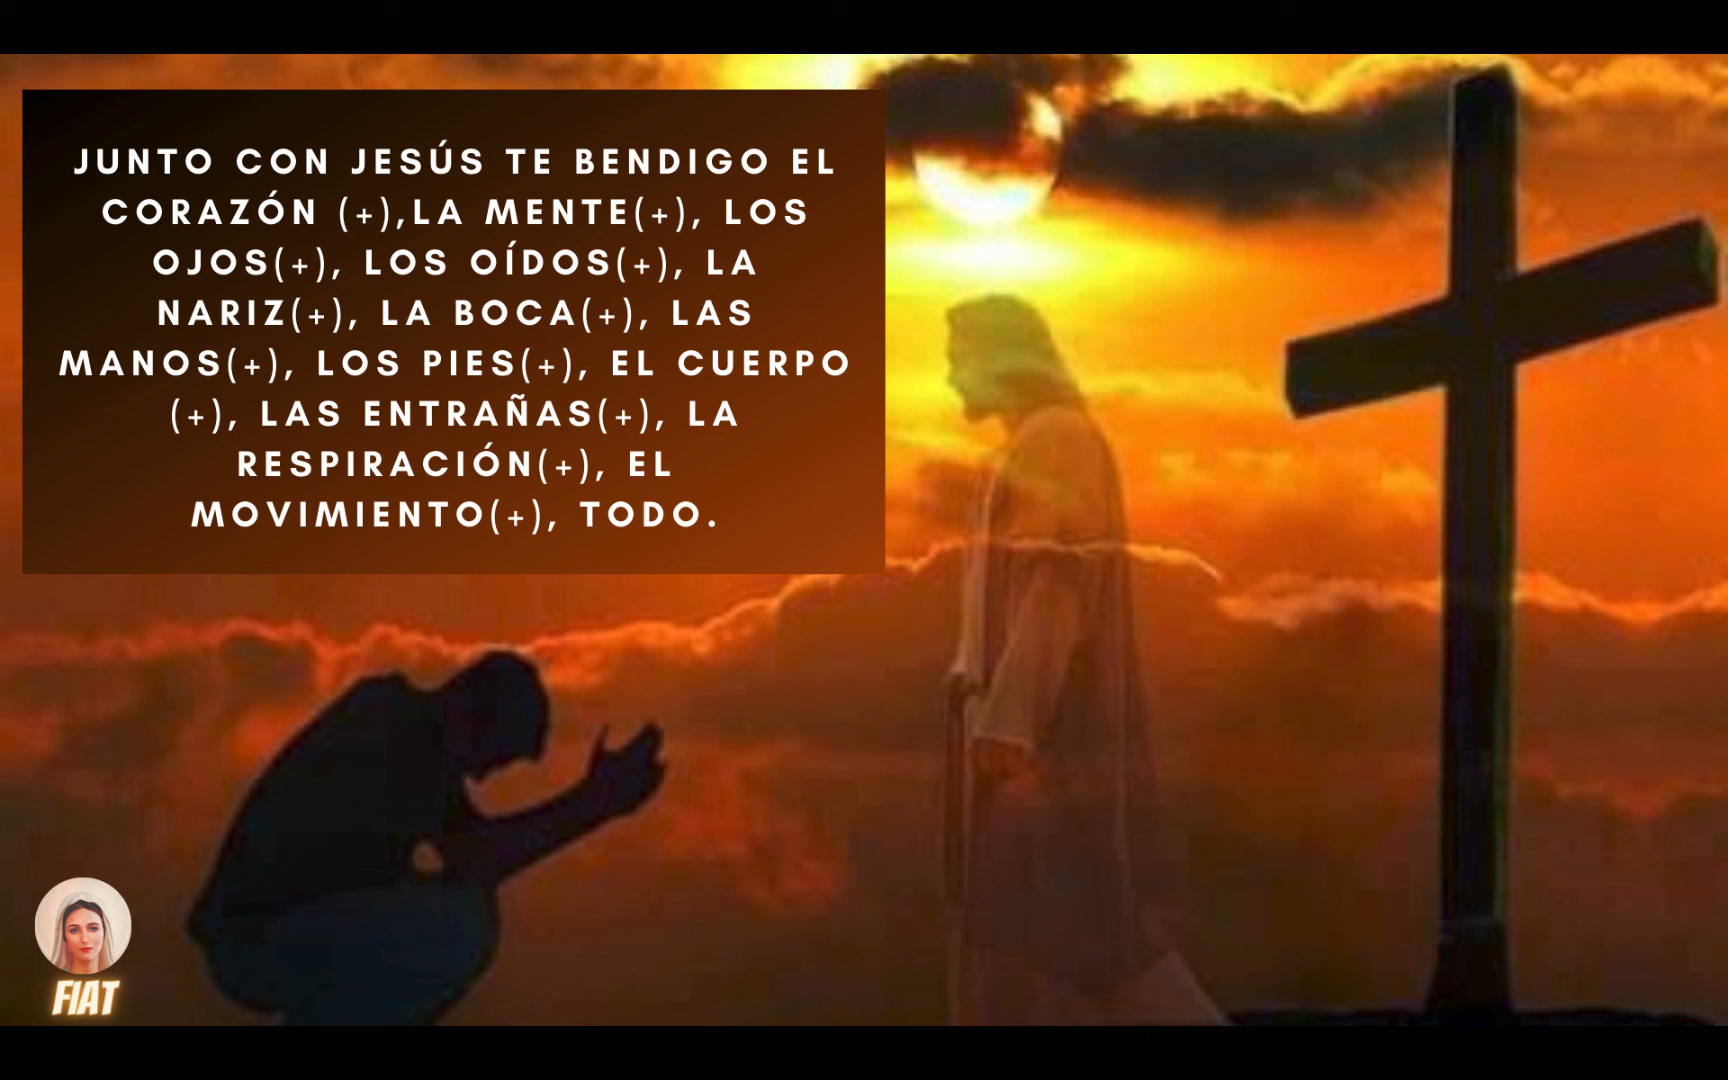 JUNTO CON JESÚS TE BENDIGO EL
CORAZÓN (+),LA MENTE(+), LOS
OJOS(+), LOS OÍDOS(+), LA
NARIZ(+), LA BOCA(+), LAS
MANOS(+), LOS PIES(+), EL CUERPO
(+), LAS ENTRAÑAS(+), LA
RESPIRACIÓN(+), EL
MOVIMIENTO(+), TODO.
FIAT